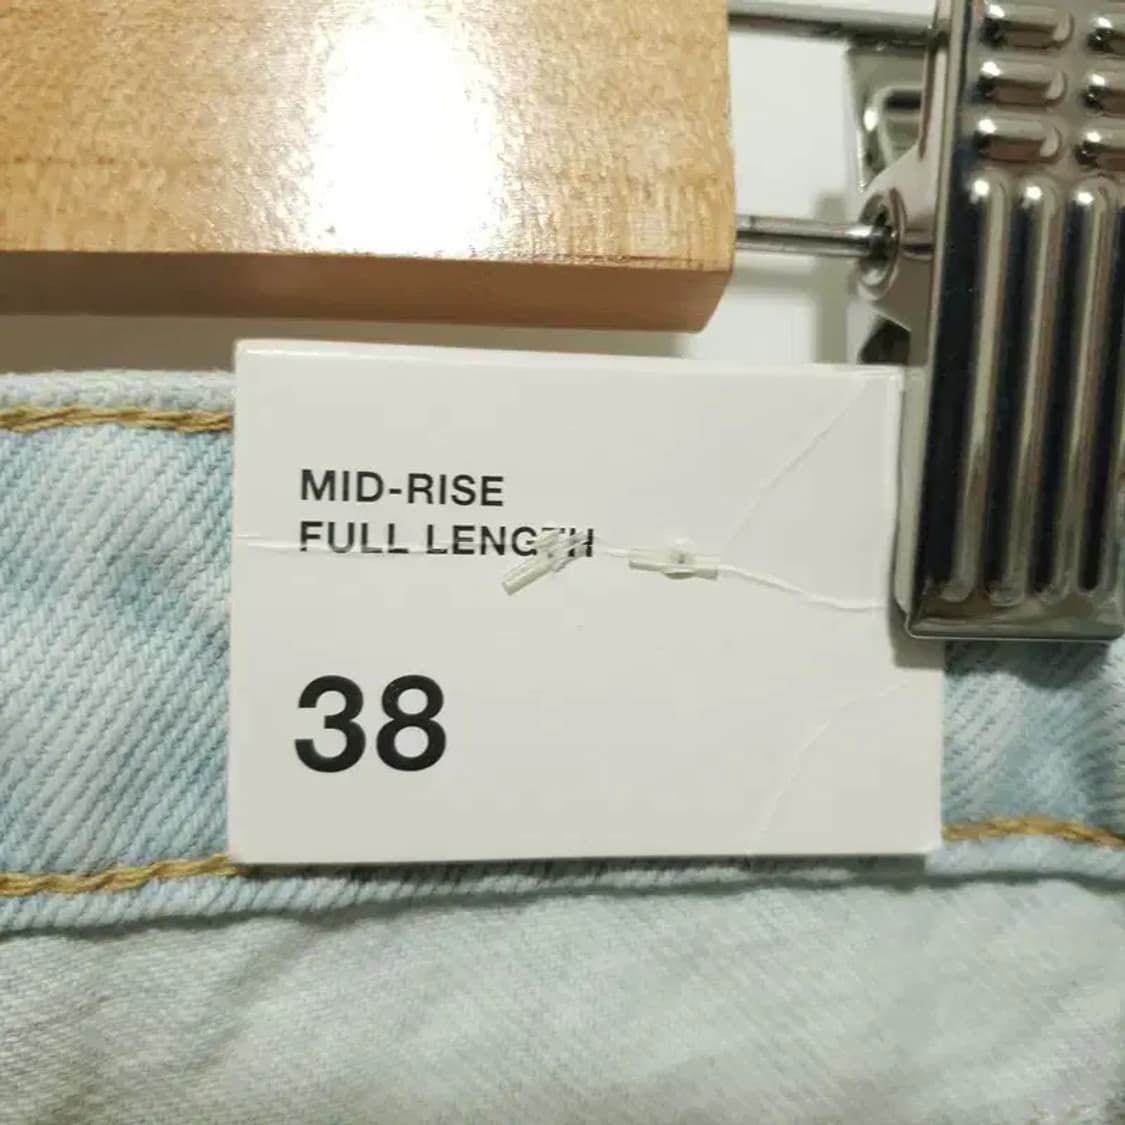 MID-RISE
FULL LENGTH
38